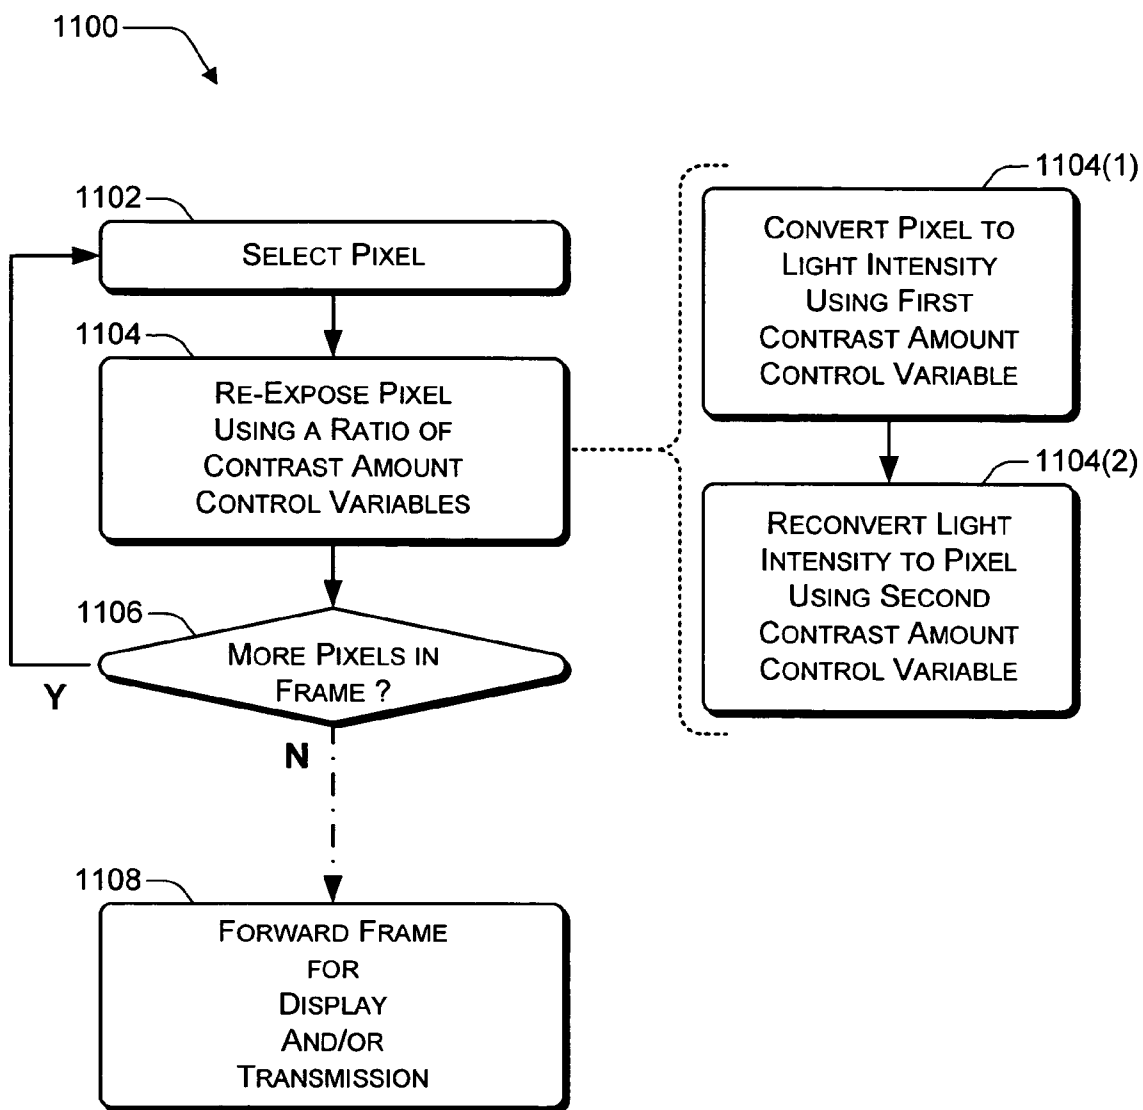 1100
1102
SELECT PIXEL
1104
RE-EXPOSE PIXEL
USING A RATIO OF
CONTRAST AMOUNT
CONTROL VARIABLES
1106
MORE PIXELS IN
FRAME ?
Y
N
1108
FORWARD FRAME
FOR
DISPLAY
AND/OR
TRANSMISSION
1104(1)
CONVERT PIXEL TO
LIGHT INTENSITY
USING FIRST
CONTRAST AMOUNT
CONTROL VARIABLE
1104(2)
RECONVERT LIGHT
INTENSITY TO PIXEL
USING SECOND
CONTRAST AMOUNT
CONTROL VARIABLE